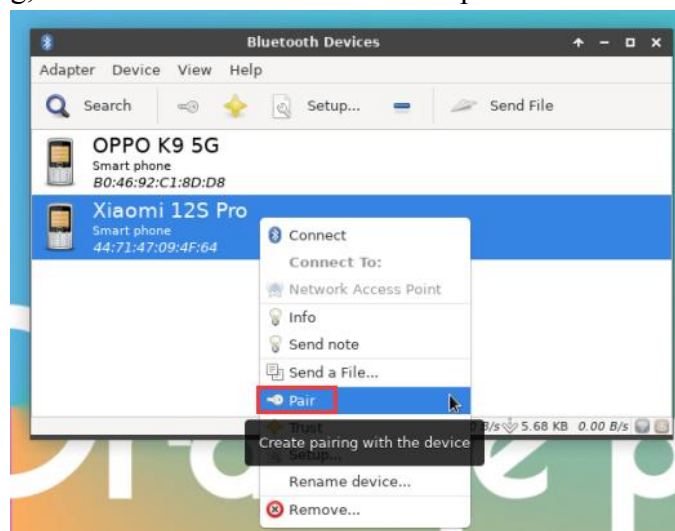 Bluetooth Devices
Adapter Device View Help
Search Setup... Send File
OPPO K9 5G
Smart phone
B0:46:92:C1:8D:D8
Xiaomi 12S Pro
Smart phone
44:71:47:09:4F:64
Connect
Connect To:
Network Access Point
Info
Send note
Send a File...
Pair
Trust
B/s 5.68 KB 0.00 B/s
Create pairing with the device
Setup...
Rename device...
Remove...